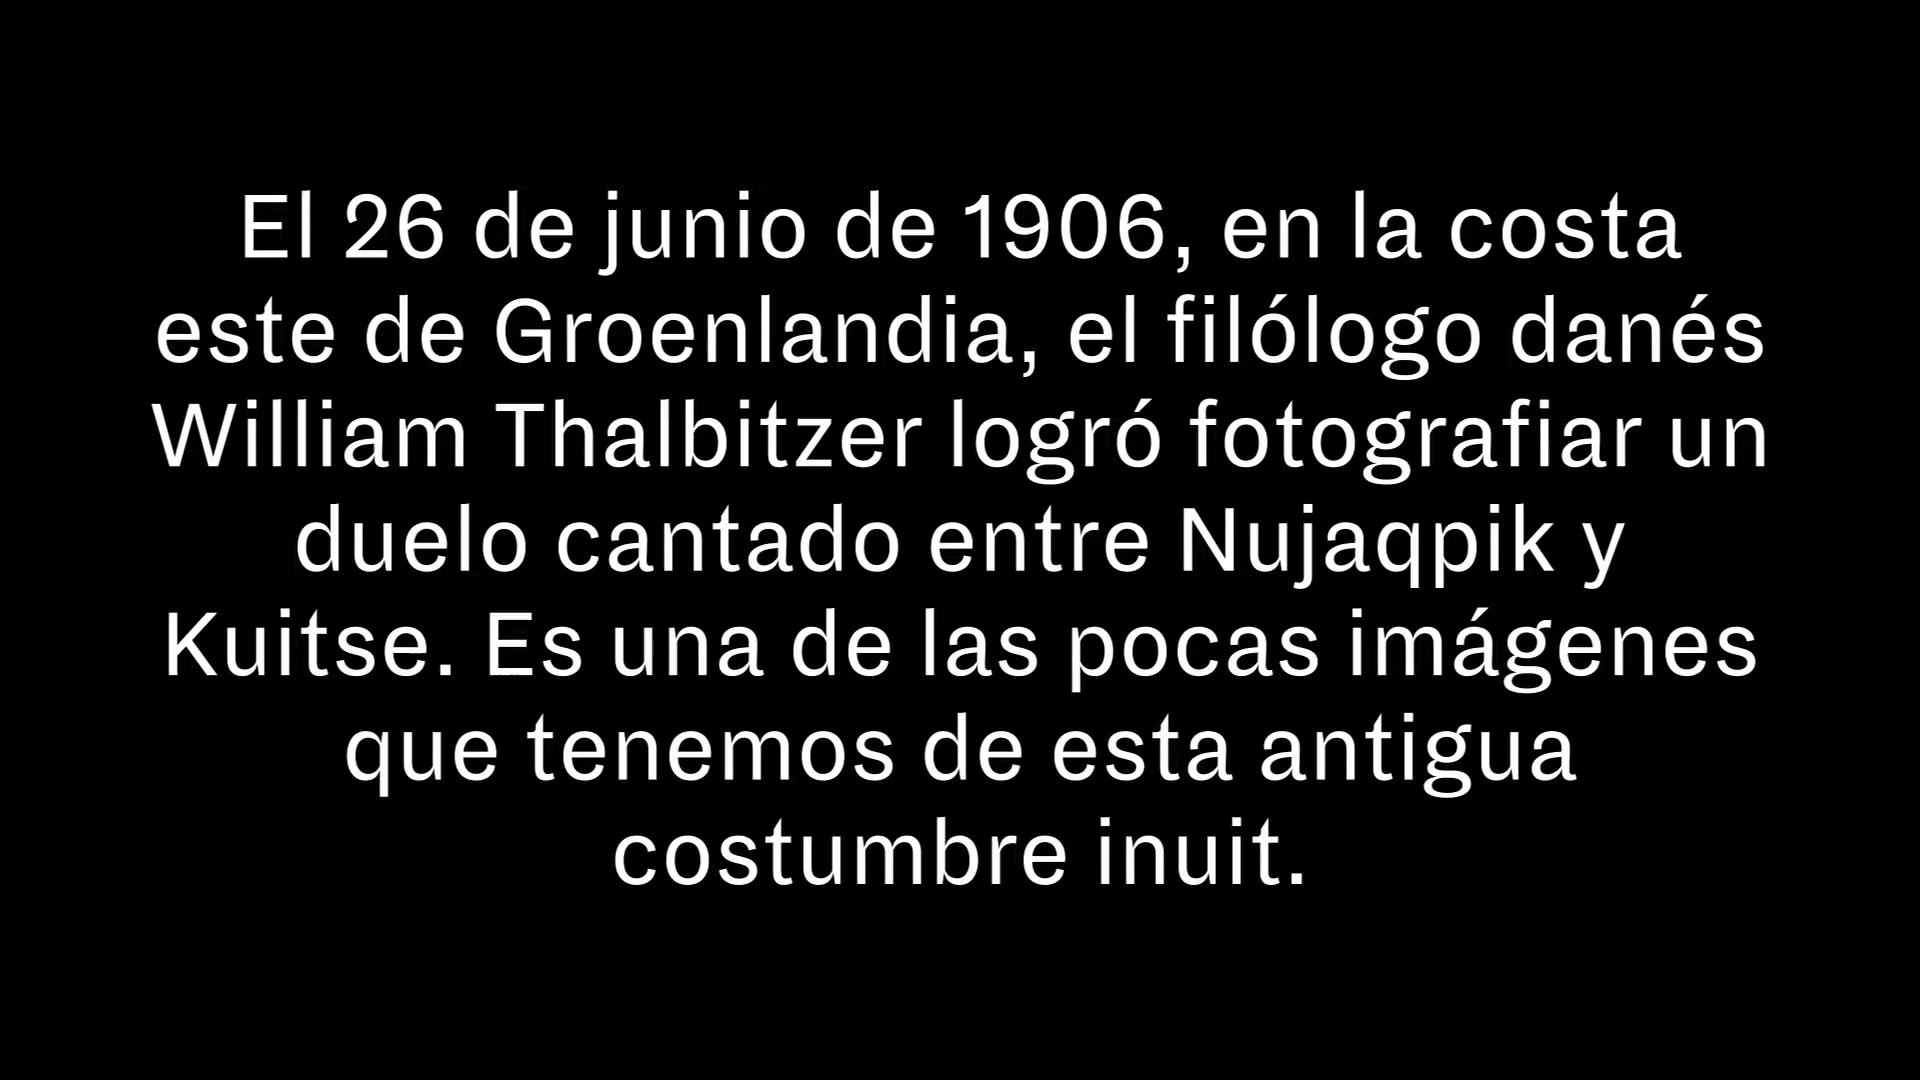 El 26 de junio de 1906, en la costa
este de Groenlandia, el filólogo danés
William Thalbitzer logró fotografiar un
duelo cantado entre Nujaqpik y
Kuitse. Es una de las pocas imágenes
que tenemos de esta antigua
costumbre inuit.